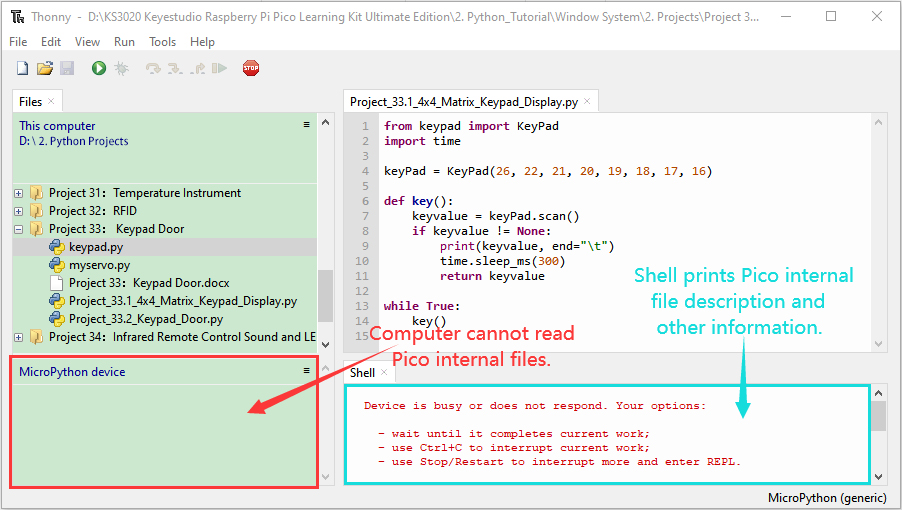 Thonny - D:\KS3020 Keyestudio Raspberry Pi Pico Learning Kit Ultimate Edition\2. Python_Tutorial\Window System\2. Projects\Project 3...
File Edit View Run Tools Help
STOP
Files
This computer
D: \ 2. Python Projects
Project 31: Temperature Instrument
Project 32: RFID
Project 33: Keypad Door
keypad.py
myservo.py
Project 33: Keypad Door.docx
Project_33.1_4x4_Matrix_Keypad_Display.py
Project_33.2_Keypad_Door.py
Project 34: Infrared Remote Control Sound and LE
MicroPython device
Project_33.1_4x4_Matrix_Keypad_Display.py
1 from keypad import KeyPad
2 import time
3
4 keyPad = KeyPad(26, 22, 21, 20, 19, 18, 17, 16)
5
6 def key():
7     keyvalue = keyPad.scan()
8     if keyvalue != None:
9         print(keyvalue, end="\t")
10         time.sleep_ms(300)
11         return keyvalue
12
13 while True:
14     key()
15
Computer cannot read
Pico internal files.
Shell prints Pico internal
file description and
other information.
Shell
Device is busy or does not respond. Your options:
- wait until it completes current work;
- use Ctrl+C to interrupt current work;
- use Stop/Restart to interrupt more and enter REPL.
MicroPython (generic)